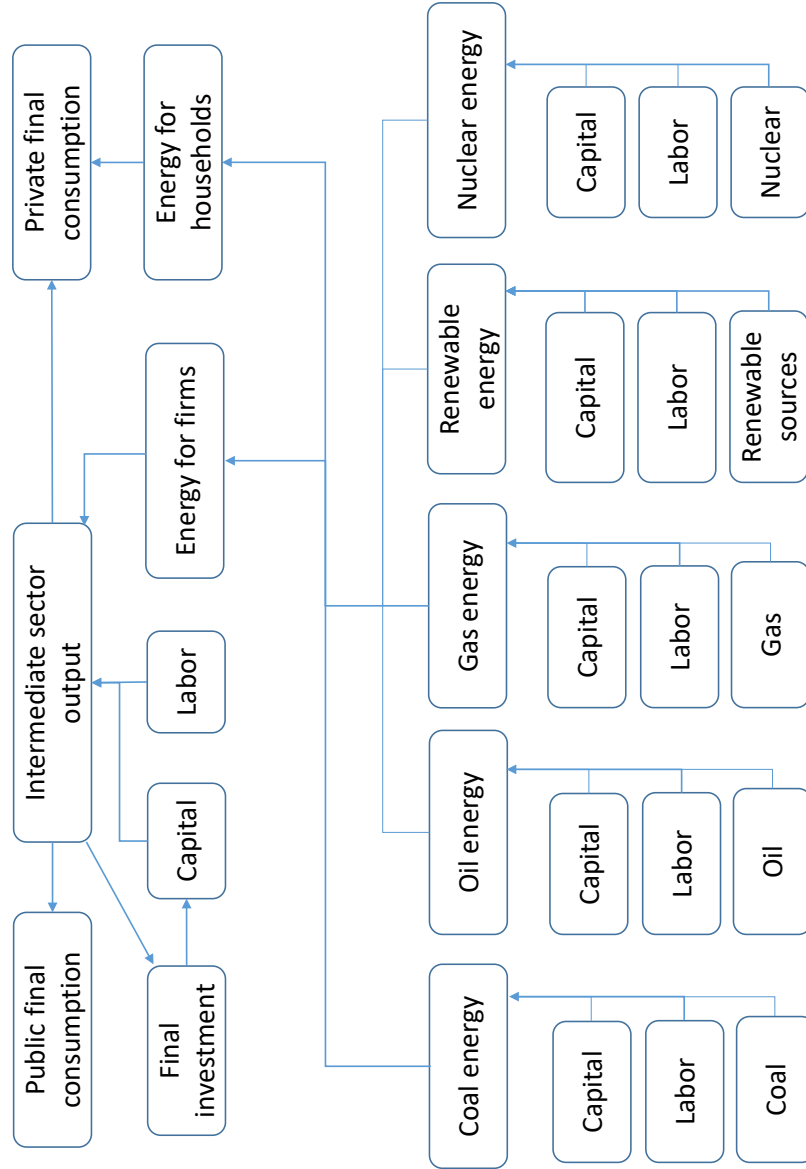 Public final
consumption
Intermediate sector
output
Private final
consumption
Final
investment
Capital
Labor
Energy for firms
Energy for
households
Coal energy
Oil energy
Gas energy
Renewable
energy
Nuclear energy
Capital
Labor
Coal
Capital
Labor
Oil
Capital
Labor
Gas
Capital
Labor
Renewable
sources
Capital
Labor
Nuclear